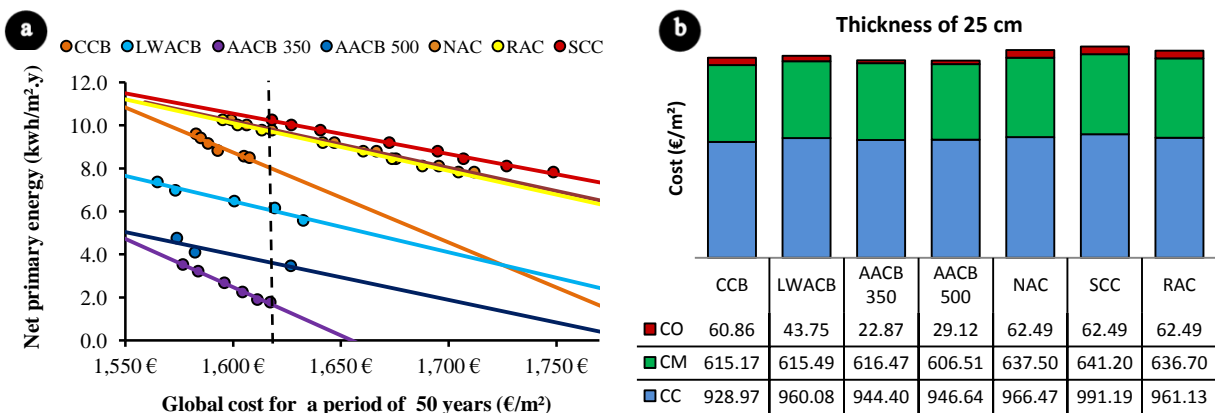 a
CCB LWACB AACB 350 AACB 500 NAC RAC SCC
Net primary energy (kwh/m².y)
12.0
10.0
8.0
6.0
4.0
2.0
0.0
1,550 € 1,600 € 1,650 € 1,700 € 1,750 €
Global cost for a period of 50 years (€/m²)
b
Thickness of 25 cm
Cost (€/m²)
CCB LWACB AACB 350 AACB 500 NAC SCC RAC
CO 60.86 43.75 22.87 29.12 62.49 62.49 62.49
CM 615.17 615.49 616.47 606.51 637.50 641.20 636.70
CC 928.97 960.08 944.40 946.64 966.47 991.19 961.13